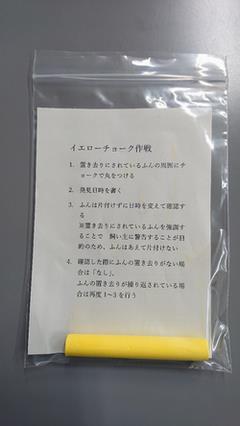 イエローチョーク作戦
1. 置き去りにされているふんの周囲にチ
ョークで丸をつける
2. 発見日時を書く
3. ふんは片付けずに日時を変えて確認す
る
※置き去りにされているふんを強調す
ることで 飼い主に警告することが目
的のため、ふんはあえて片付けない
4. 確認した際にふんの置き去りがない場
合は「なし」、
ふんの置き去りが繰り返されている場
合は再度 1～3 を行う